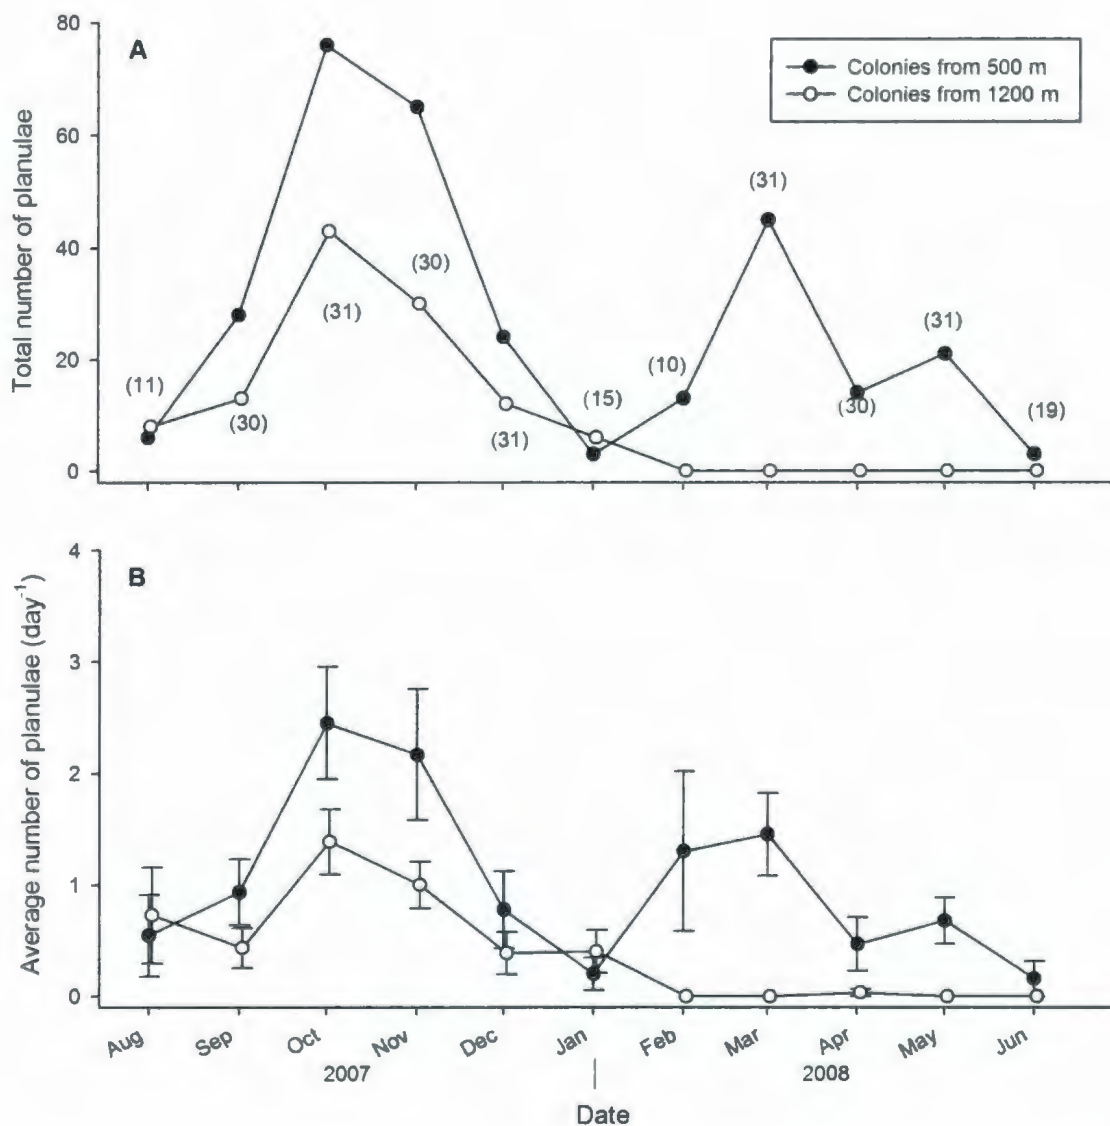 80
A
Colonies from 500 m
Colonies from 1200 m
60
40
20
0
Total number of planulae
(11)
(30)
(31)
(30)
(31)
(15)
(10)
(31)
(30)
(31)
(19)
4
B
3
2
1
0
Average number of planulae (day⁻¹)
Aug Sep Oct Nov Dec Jan Feb Mar Apr May Jun
2007 2008
Date